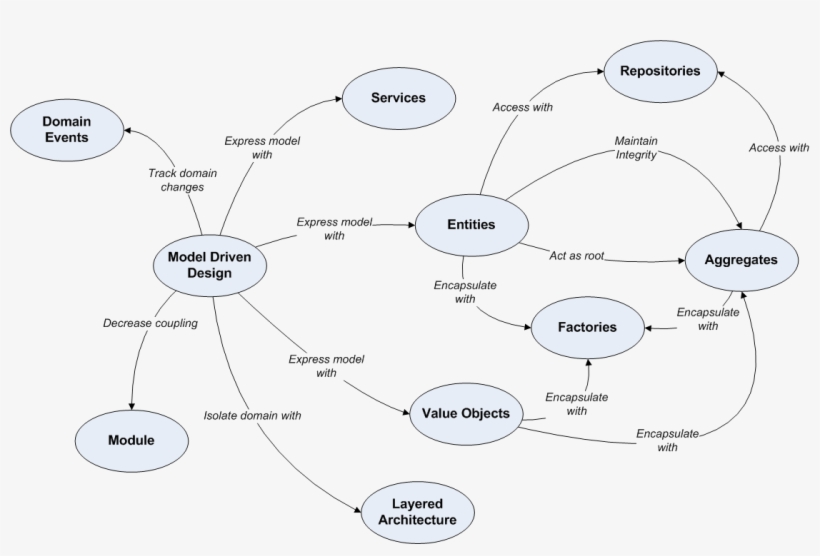 Repositories
Services
Access with
Domain
Events
Express model
with
Maintain
Integrity
Access with
Track domain
changes
Express model
with
Entities
Model Driven
Design
Act as root
Aggregates
Encapsulate
with
Decrease coupling
Factories
Encapsulate
with
Express model
with
Isolate domain with
Value Objects
Encapsulate
with
Module
Encapsulate
with
Layered
Architecture